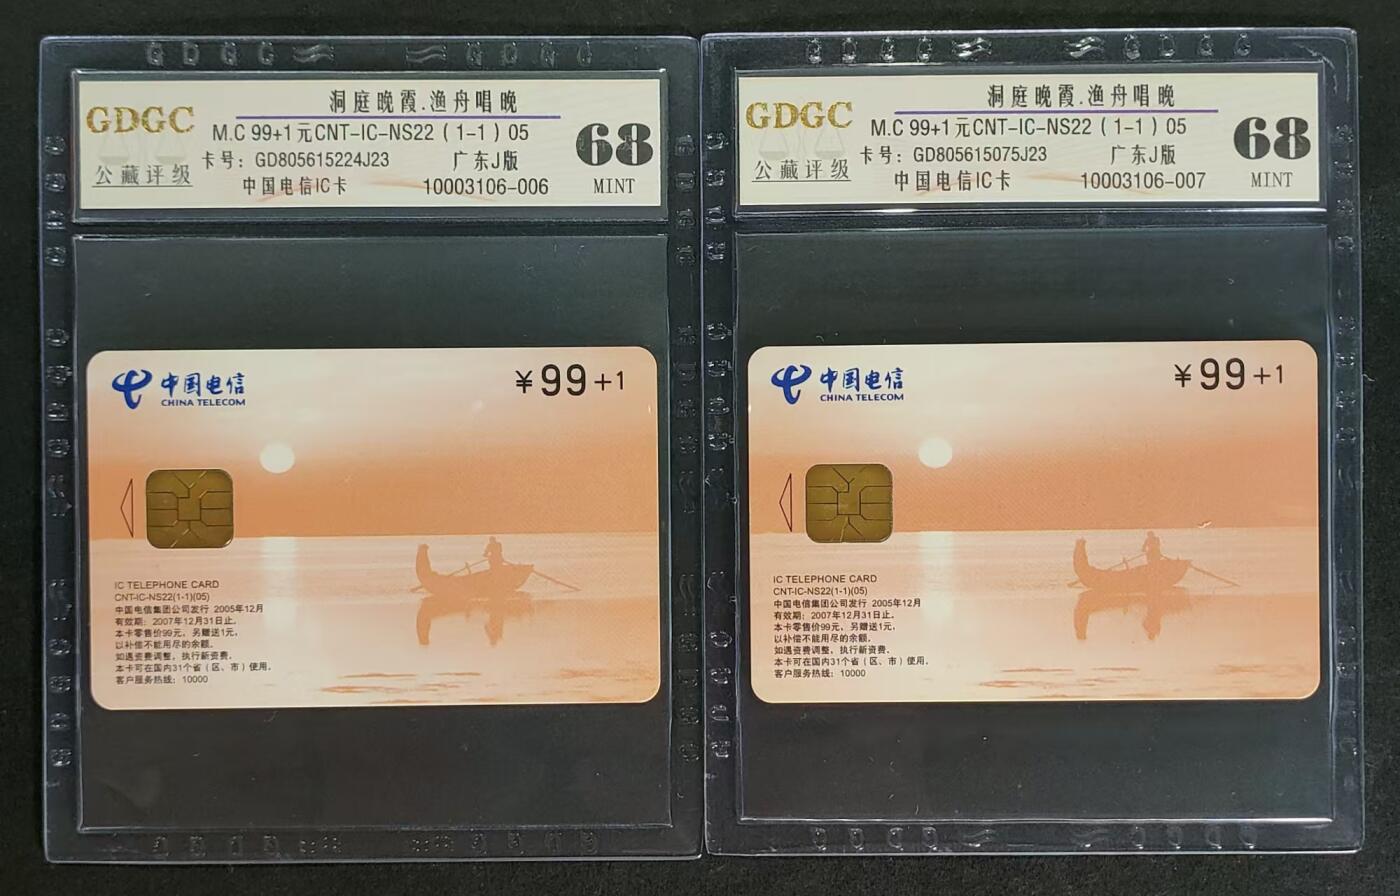 GDGC
GDGC
公藏评级
洞庭晚霞.渔舟唱晚
M.C 99+1元CNT-IC-NS22（1-1）05
卡号：GD805615224J23 广东J版
中国电信IC卡 10003106-006
68
MINT
中国电信
CHINA TELECOM
¥99+1
IC TELEPHONE CARD
CNT-IC-NS22(1-1)(05)
中国电信集团公司发行 2005年12月
有效期：2007年12月31日止。
本卡零售价99元，另赠送1元，
以补偿不能用尽的余额。
如遇资费调整，执行新资费。
本卡可在国内31个省（区、市）使用。
客户服务热线：10000
GDGC
GDGC
GDGC
公藏评级
洞庭晚霞.渔舟唱晚
M.C 99+1元CNT-IC-NS22（1-1）05
卡号：GD805615075J23 广东J版
中国电信IC卡 10003106-007
68
MINT
中国电信
CHINA TELECOM
¥99+1
IC TELEPHONE CARD
CNT-IC-NS22(1-1)(05)
中国电信集团公司发行 2005年12月
有效期：2007年12月31日止。
本卡零售价99元，另赠送1元，
以补偿不能用尽的余额。
如遇资费调整，执行新资费。
本卡可在国内31个省（区、市）使用。
客户服务热线：10000